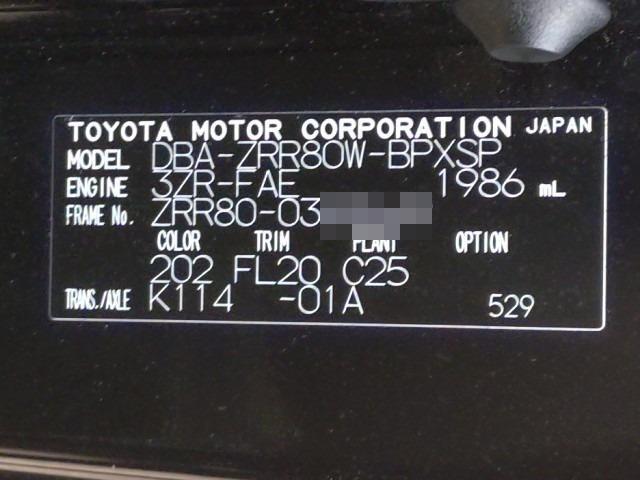 TOYOTA MOTOR CORPORATION JAPAN
MODEL DBA-ZRR80W-BPXSP
ENGINE 3ZR-FAE 1986 mL
FRAME No. ZRR80-03
COLOR TRIM PLANT OPTION
202 FL20 C25
TRANS./AXLE K114 -01A 529